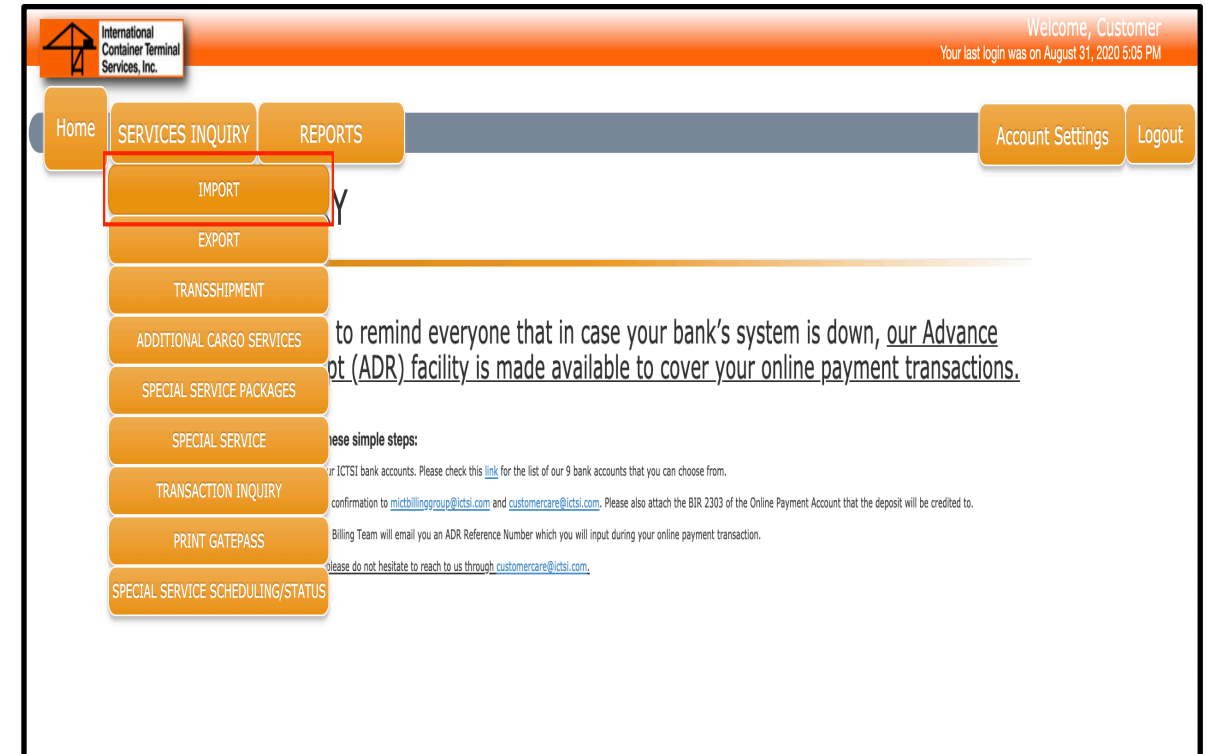 International
Container Terminal
Services, Inc.
Welcome, Customer
Your last login was on August 31, 2020 5:05 PM
Home
SERVICES INQUIRY
REPORTS
Account Settings
Logout
IMPORT
EXPORT
TRANSSHIPMENT
ADDITIONAL CARGO SERVICES
SPECIAL SERVICE PACKAGES
SPECIAL SERVICE
TRANSACTION INQUIRY
PRINT GATEPASS
SPECIAL SERVICE SCHEDULING/STATUS
Y
to remind everyone that in case your bank's system is down, our Advance
pt (ADR) facility is made available to cover your online payment transactions.
hese simple steps:
ur ICTSI bank accounts. Please check this link for the list of our 9 bank accounts that you can choose from.
confirmation to mictbillinggroup@ictsi.com and customercare@ictsi.com. Please also attach the BIR 2303 of the Online Payment Account that the deposit will be credited to.
Billing Team will email you an ADR Reference Number which you will input during your online payment transaction.
please do not hesitate to reach to us through customercare@ictsi.com.